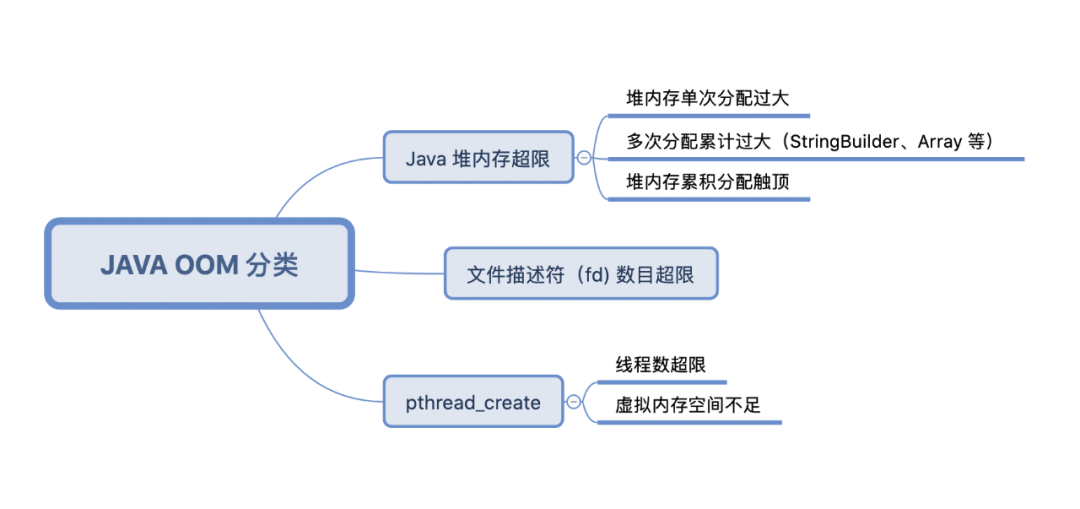 JAVA OOM 分类
Java 堆内存超限
堆内存单次分配过大
多次分配累计过大（StringBuilder、Array 等）
堆内存累积分配触顶
文件描述符（fd) 数目超限
pthread_create
线程数超限
虚拟内存空间不足